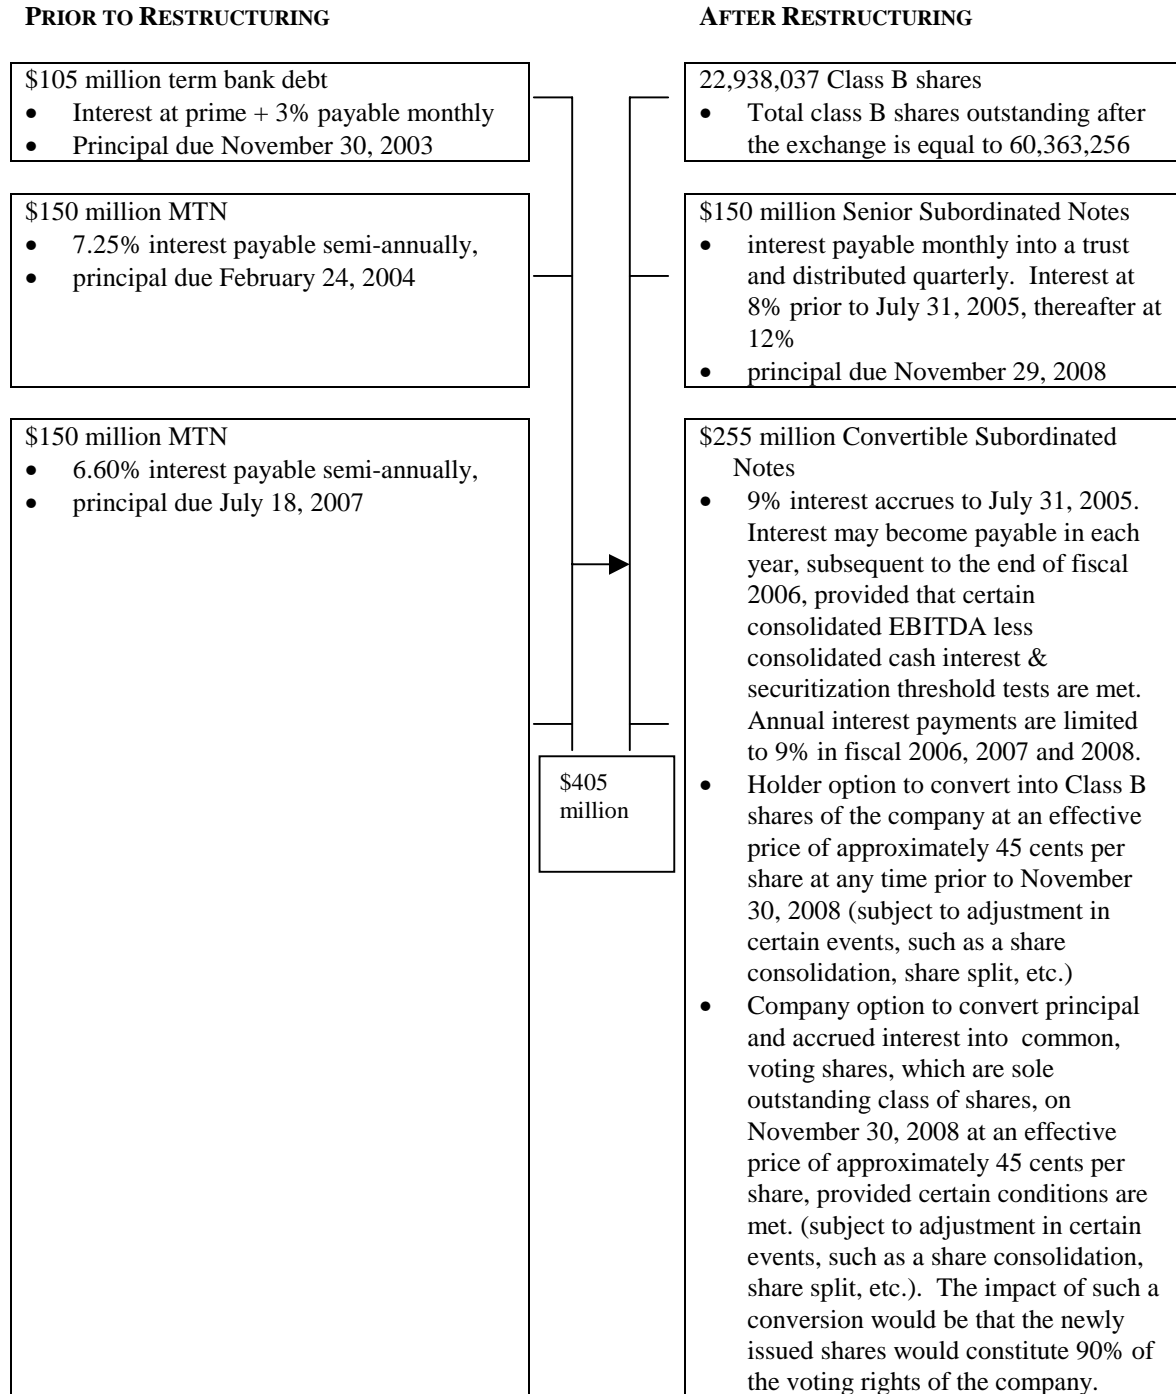 PRIOR TO RESTRUCTURING
$105 million term bank debt
• Interest at prime + 3% payable monthly
• Principal due November 30, 2003
$150 million MTN
• 7.25% interest payable semi-annually,
• principal due February 24, 2004
$150 million MTN
• 6.60% interest payable semi-annually,
• principal due July 18, 2007
$405
million
AFTER RESTRUCTURING
22,938,037 Class B shares
• Total class B shares outstanding after
the exchange is equal to 60,363,256
$150 million Senior Subordinated Notes
• interest payable monthly into a trust
and distributed quarterly. Interest at
8% prior to July 31, 2005, thereafter at
12%
• principal due November 29, 2008
$255 million Convertible Subordinated
Notes
• 9% interest accrues to July 31, 2005.
Interest may become payable in each
year, subsequent to the end of fiscal
2006, provided that certain
consolidated EBITDA less
consolidated cash interest &
securitization threshold tests are met.
Annual interest payments are limited
to 9% in fiscal 2006, 2007 and 2008.
• Holder option to convert into Class B
shares of the company at an effective
price of approximately 45 cents per
share at any time prior to November
30, 2008 (subject to adjustment in
certain events, such as a share
consolidation, share split, etc.)
• Company option to convert principal
and accrued interest into common,
voting shares, which are sole
outstanding class of shares, on
November 30, 2008 at an effective
price of approximately 45 cents per
share, provided certain conditions are
met. (subject to adjustment in certain
events, such as a share consolidation,
share split, etc.). The impact of such a
conversion would be that the newly
issued shares would constitute 90% of
the voting rights of the company.